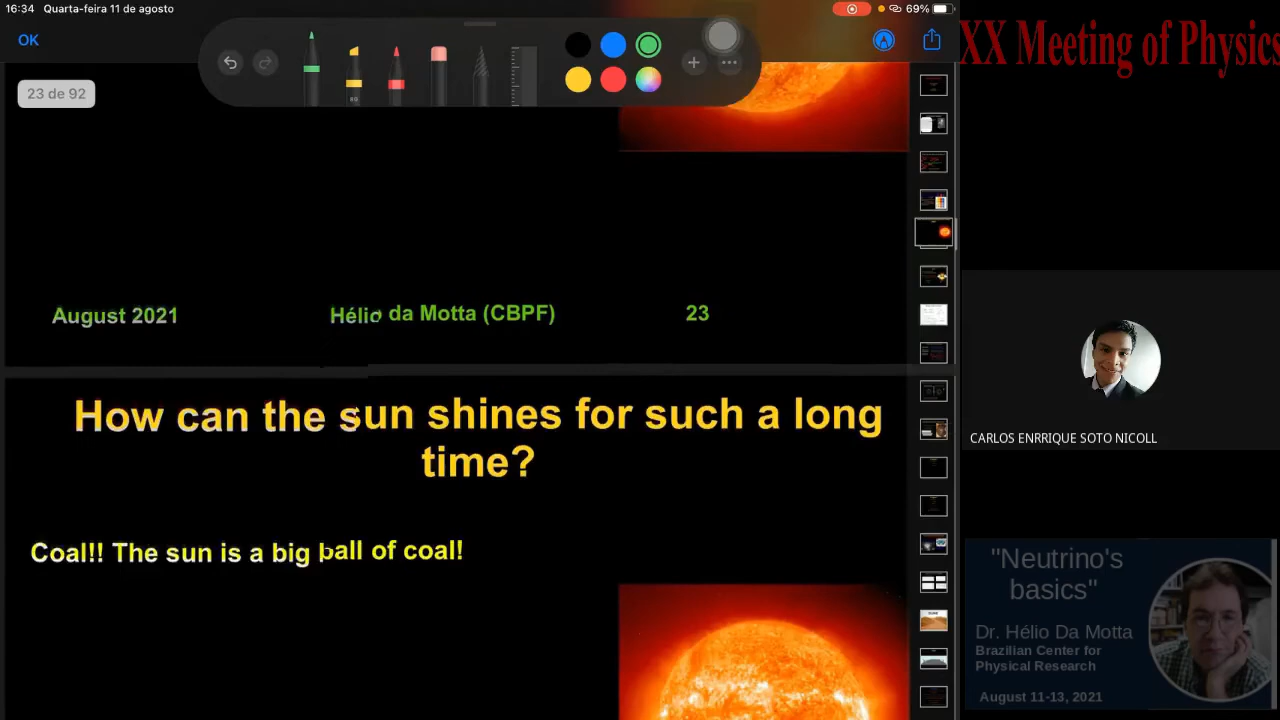 16:34 Quarta-feira 11 de agosto
69%
OK
23 de 92
August 2021
Hélio da Motta (CBPF)
23
How can the sun shines for such a long
time?
Coal!! The sun is a big ball of coal!
XX Meeting of Physics
CARLOS ENRRIQUE SOTO NICOLL
"Neutrino's
basics"
Dr. Hélio Da Motta
Brazilian Center for
Physical Research
August 11-13, 2021